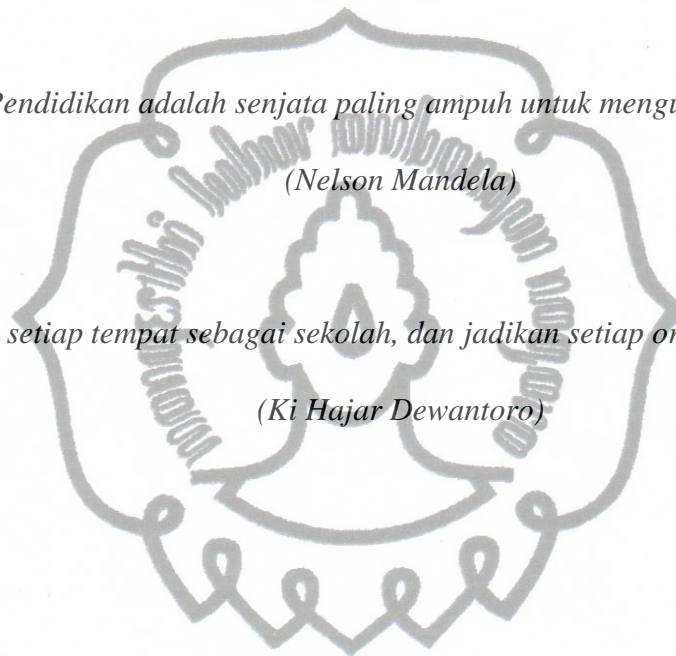 Pendidikan adalah senjata paling ampuh untuk mengu
(Nelson Mandela)
setiap tempat sebagai sekolah, dan jadikan setiap or
(Ki Hajar Dewantoro)